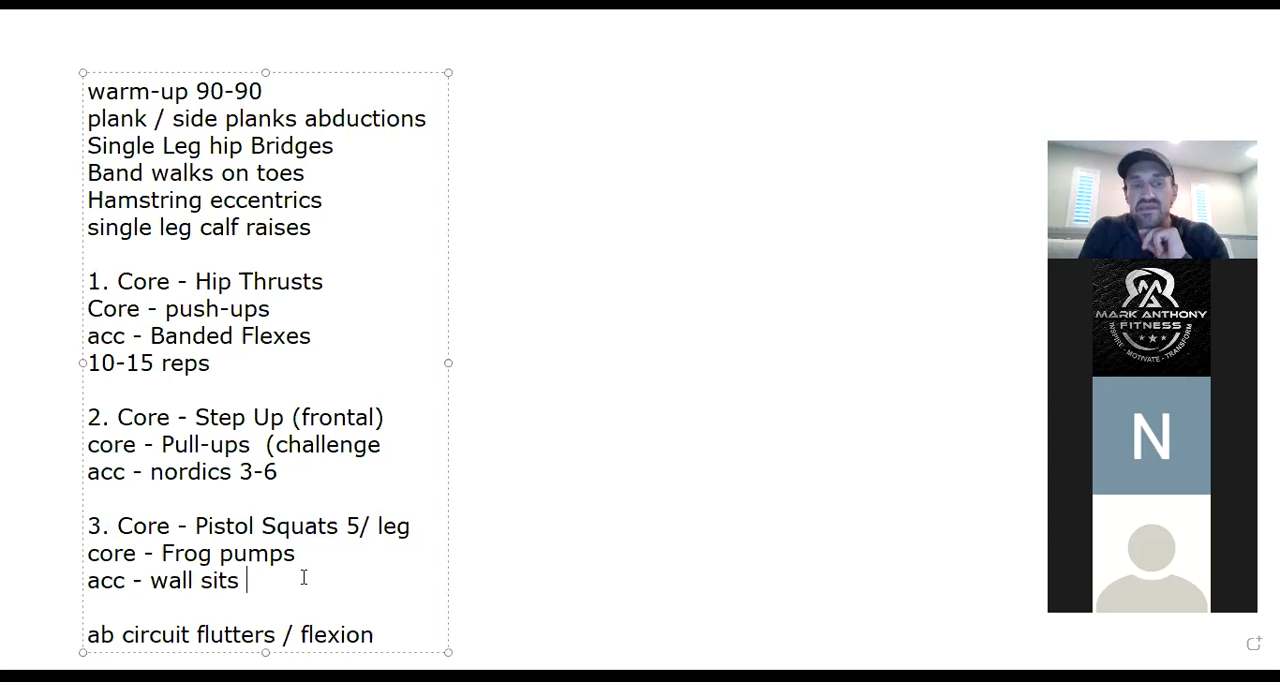 warm-up 90-90
plank / side planks abductions
Single Leg hip Bridges
Band walks on toes
Hamstring eccentrics
single leg calf raises
1. Core - Hip Thrusts
Core - push-ups
acc - Banded Flexes
10-15 reps
2. Core - Step Up (frontal)
core - Pull-ups  (challenge
acc - nordics 3-6
3. Core - Pistol Squats 5/ leg
core - Frog pumps
acc - wall sits
ab circuit flutters / flexion
MARK ANTHONY
FITNESS
INSPIRE - MOTIVATE - TRANSFORM
N